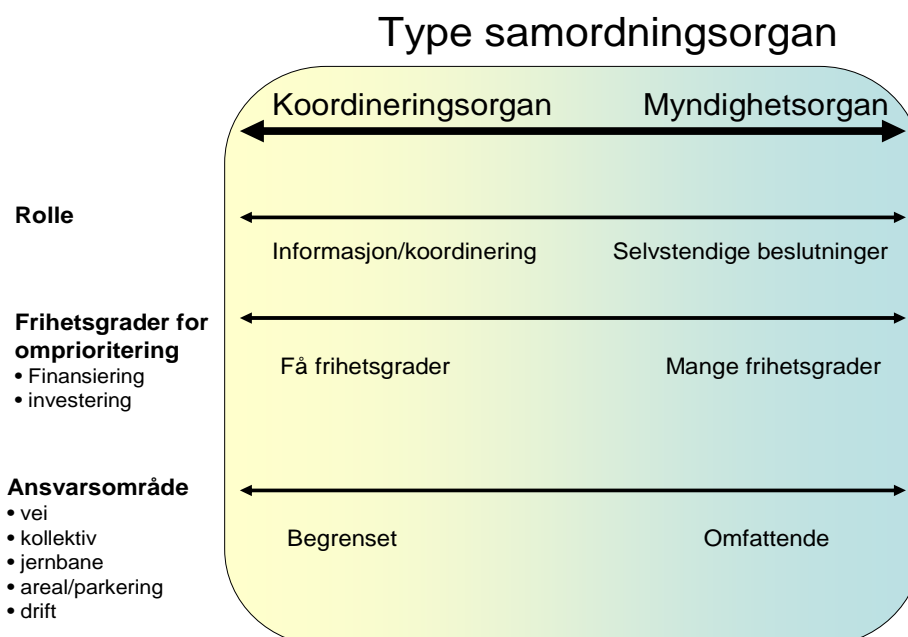 Type samordningsorgan
Koordineringsorgan Myndighetsorgan
Rolle
Informasjon/koordinering Selvstendige beslutninger
Frihetsgrader for
omprioritering
• Finansiering
• investering
Få frihetsgrader Mange frihetsgrader
Ansvarsområde
• vei
• kollektiv
• jernbane
• areal/parkering
• drift
Begrenset Omfattende